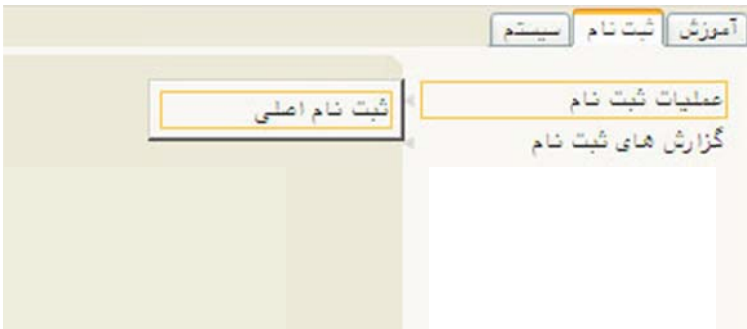 آموزش ثبت نام سیستم
عملیات ثبت نام
ثبت نام اصلی
گزارش های ثبت نام